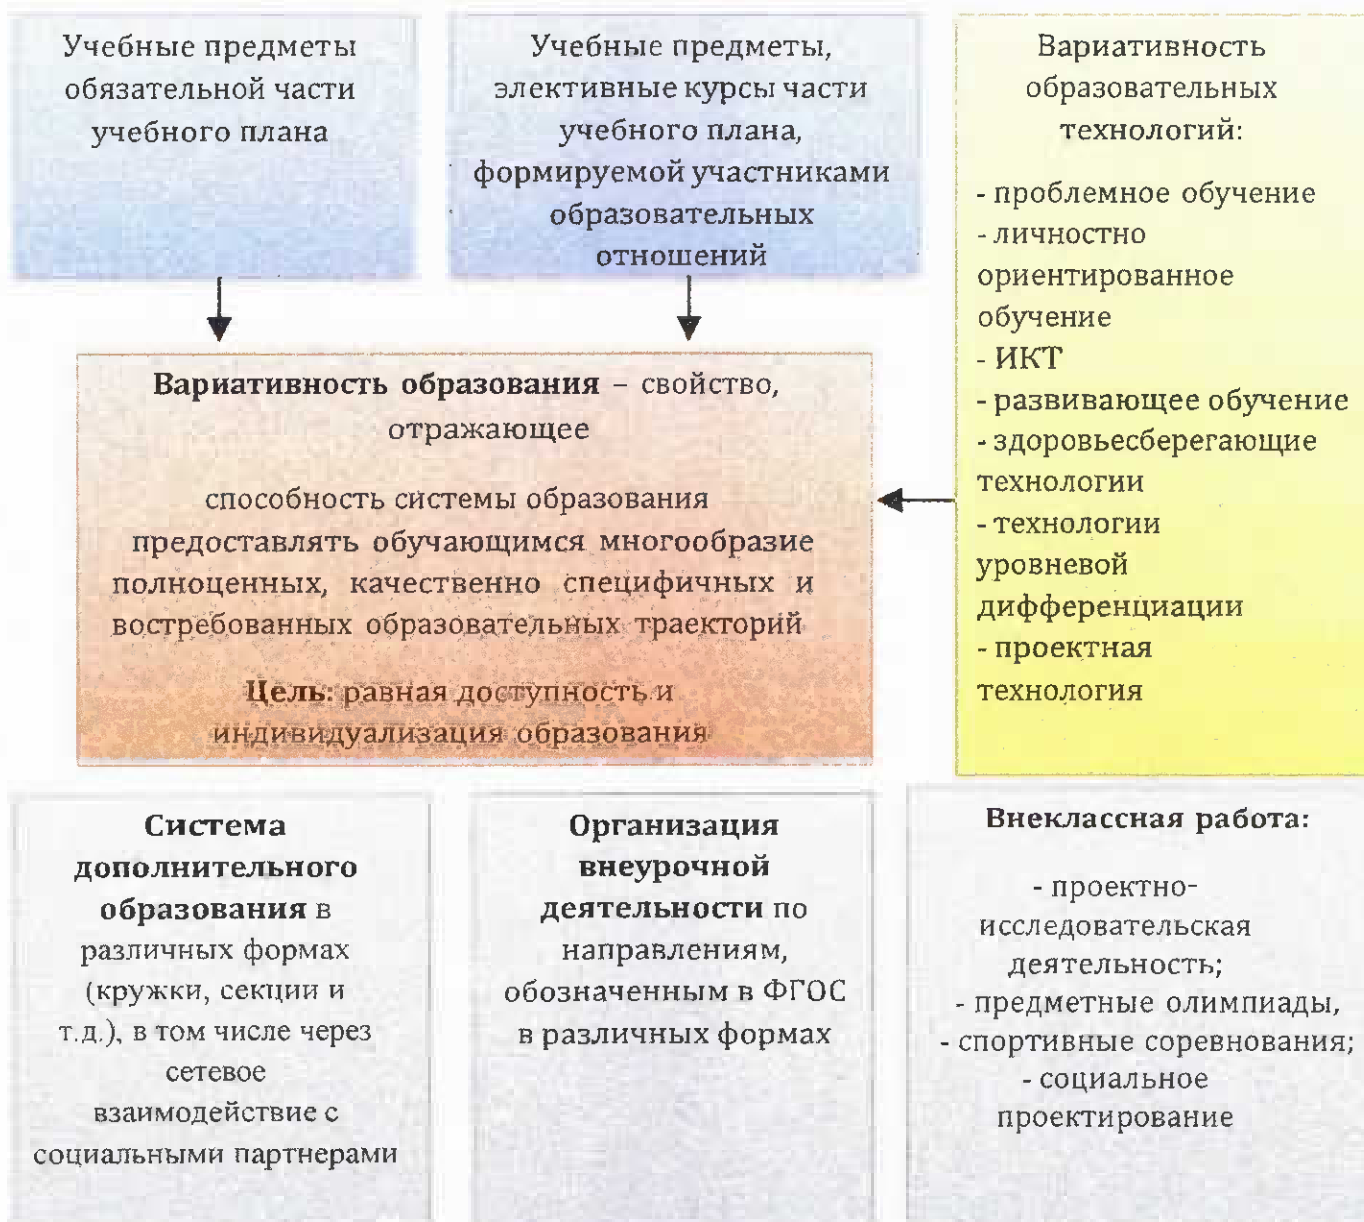 Учебные предметы
обязательной части
учебного плана
Учебные предметы,
элективные курсы части
учебного плана,
формируемой участниками
образовательных
отношений
Вариативность
образовательных
технологий:
- проблемное обучение
- личностно
ориентированное
обучение
- ИКТ
- развивающее обучение
- здоровьесберегающие
технологии
- технологии
уровневой
дифференциации
- проектная
технология
Вариативность образования – свойство,
отражающее
способность системы образования
предоставлять обучающимся многообразие
полноценных, качественно специфичных и
востребованных образовательных траекторий
Цель: равная доступность и
индивидуализация образования
Система
дополнительного
образования в
различных формах
(кружки, секции и
т.д.), в том числе через
сетевое
взаимодействие с
социальными партнерами
Организация
внеурочной
деятельности по
направлениям,
обозначенным в ФГОС
в различных формах
Внеклассная работа:
- проектно-
исследовательская
деятельность;
- предметные олимпиады,
- спортивные соревнования;
- социальное
проектирование